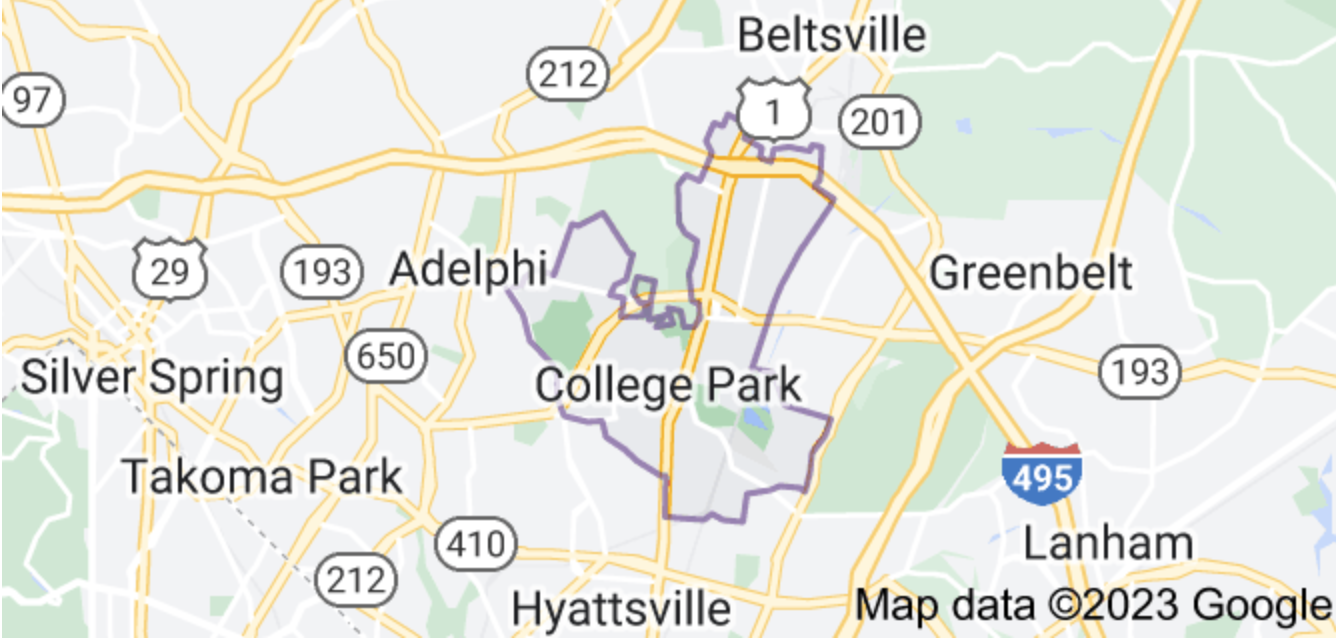 Beltsville
212
97
1
201
29
193
Adelphi
Greenbelt
650
Silver Spring
College Park
193
495
Takoma Park
410
Lanham
212
Hyattsville
Map data ©2023 Google